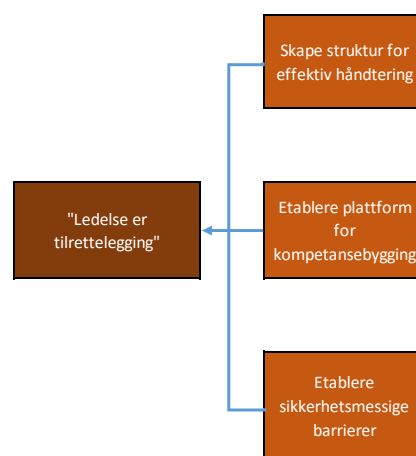 Skape struktur for
effektiv håndtering
"Ledelse er
tilrettelegging"
Etablere plattform
for
kompetansebygging
Etablere
sikkerhetsmessige
barrierer